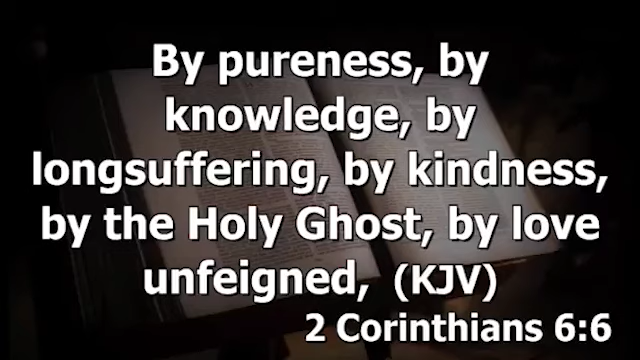 By pureness, by
knowledge, by
longsuffering, by kindness,
by the Holy Ghost, by love
unfeigned, (KJV)
2 Corinthians 6:6